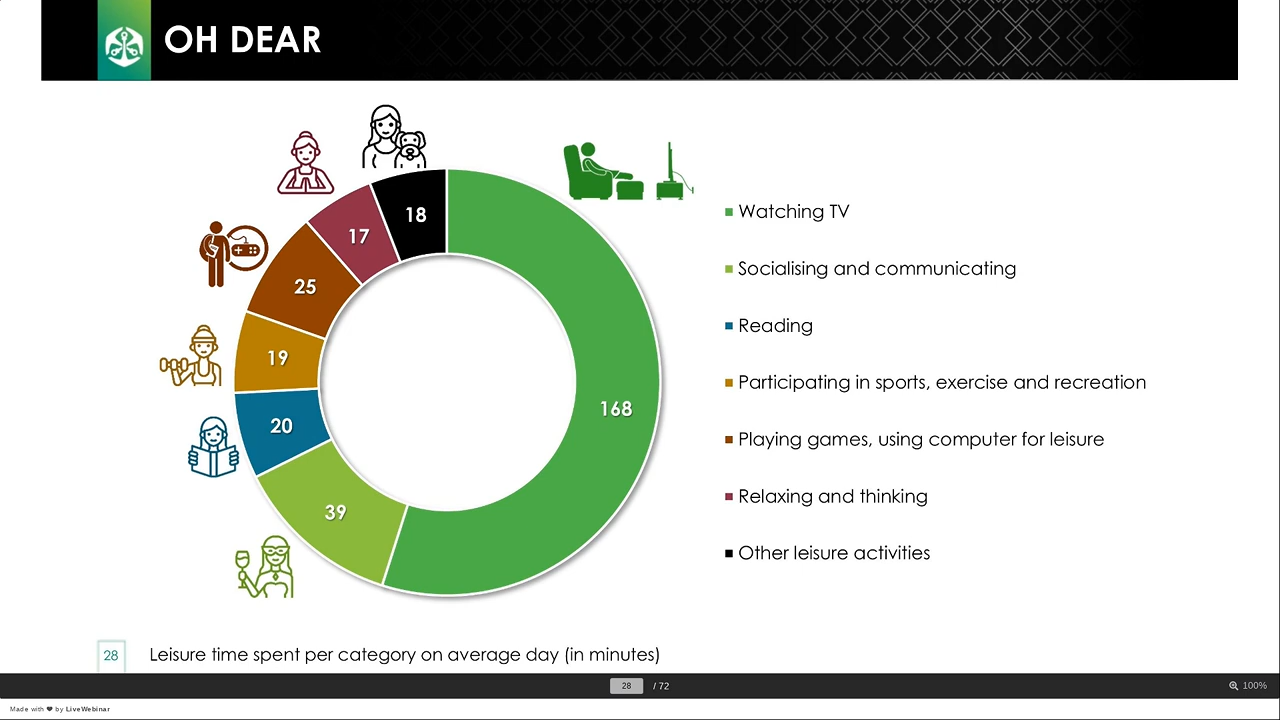 OH DEAR
18
17
25
19
20
39
168
Watching TV
Socialising and communicating
Reading
Participating in sports, exercise and recreation
Playing games, using computer for leisure
Relaxing and thinking
Other leisure activities
28
Leisure time spent per category on average day (in minutes)
28 / 72
100%
Made with ❤ by LiveWebinar